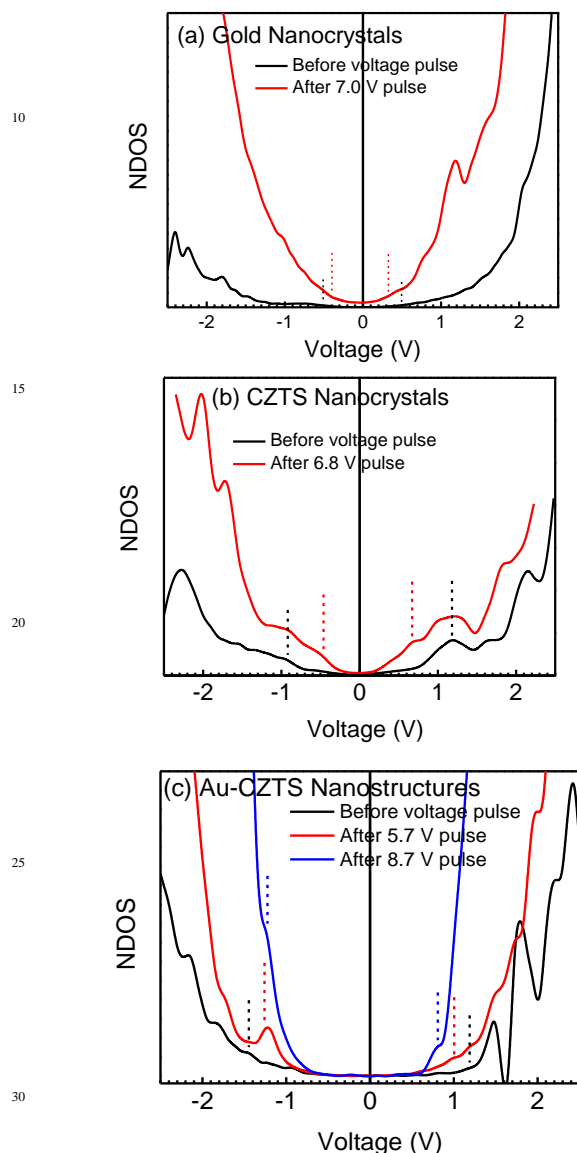 (a) Gold Nanocrystals
Before voltage pulse
After 7.0 V pulse
10
NDOS
-2 -1 0 1 2
Voltage (V)
15
(b) CZTS Nanocrystals
Before voltage pulse
After 6.8 V pulse
NDOS
20
-2 -1 0 1 2
Voltage (V)
(c) Au-CZTS Nanostructures
Before voltage pulse
After 5.7 V pulse
After 8.7 V pulse
25
NDOS
30
-2 -1 0 1 2
Voltage (V)